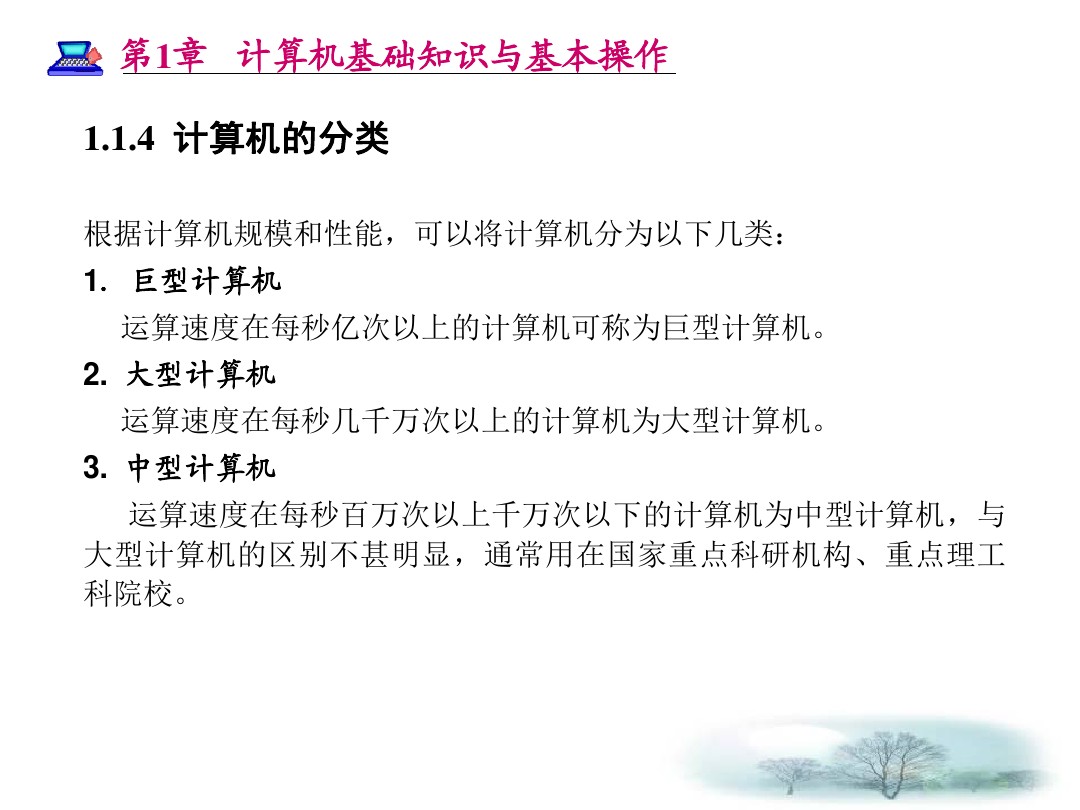 第1章 计算机基础知识与基本操作
1.1.4 计算机的分类
根据计算机规模和性能，可以将计算机分为以下几类：
1. 巨型计算机
运算速度在每秒亿次以上的计算机可称为巨型计算机。
2. 大型计算机
运算速度在每秒几千万次以上的计算机为大型计算机。
3. 中型计算机
运算速度在每秒百万次以上千万次以下的计算机为中型计算机，与
大型计算机的区别不甚明显，通常用在国家重点科研机构、重点理工
科院校。